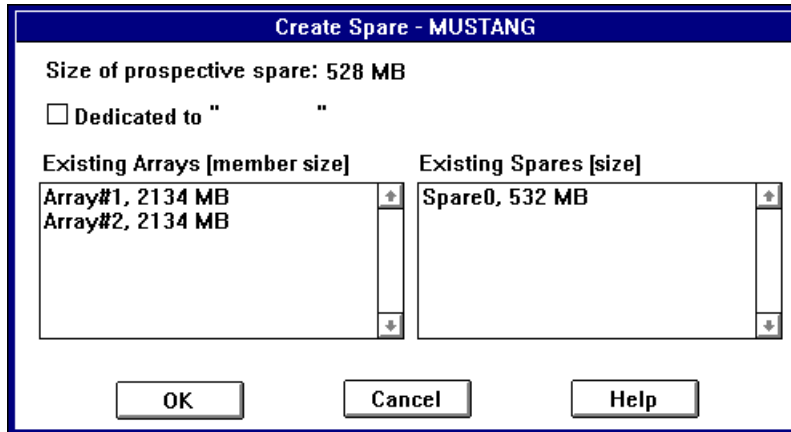 Create Spare - MUSTANG
Size of prospective spare: 528 MB
Dedicated to "        "
Existing Arrays [member size]
Array#1, 2134 MB
Array#2, 2134 MB
Existing Spares [size]
Spare0, 532 MB
OK
Cancel
Help